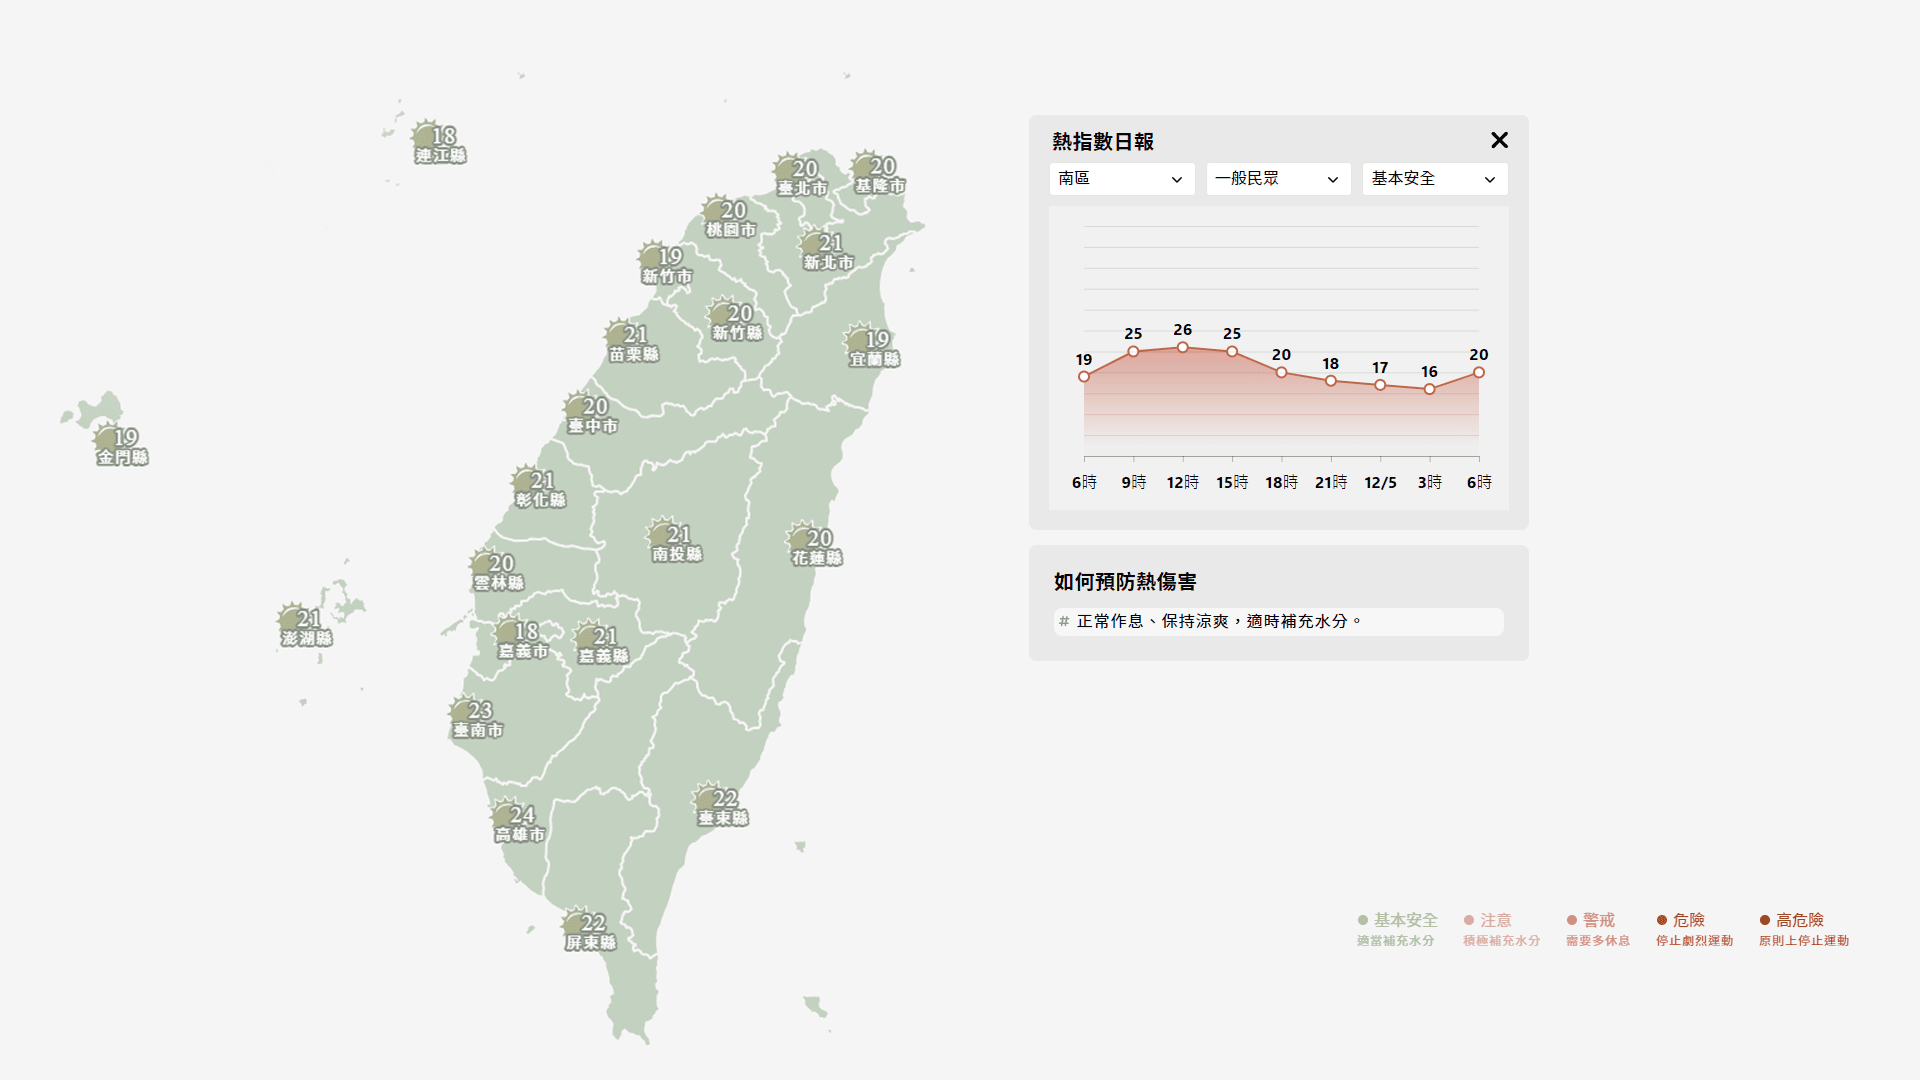 18
連江縣
20
臺北市
20
基隆市
20
桃園市
21
新北市
19
新竹市
20
新竹縣
21
苗栗縣
19
宜蘭縣
20
臺中市
19
金門縣
21
彰化縣
21
南投縣
20
花蓮縣
20
雲林縣
21
澎湖縣
18
嘉義市
21
嘉義縣
23
臺南市
22
臺東縣
24
高雄市
22
屏東縣
熱指數日報
南區 一般民眾 基本安全
19 25 26 25 20 18 17 16 20
6時 9時 12時 15時 18時 21時 12/5 3時 6時
如何預防熱傷害
# 正常作息、保持涼爽，適時補充水分。
基本安全 注意 警戒 危險 高危險
適當補充水分 積極補充水分 需要多休息 停止劇烈運動 原則上停止運動